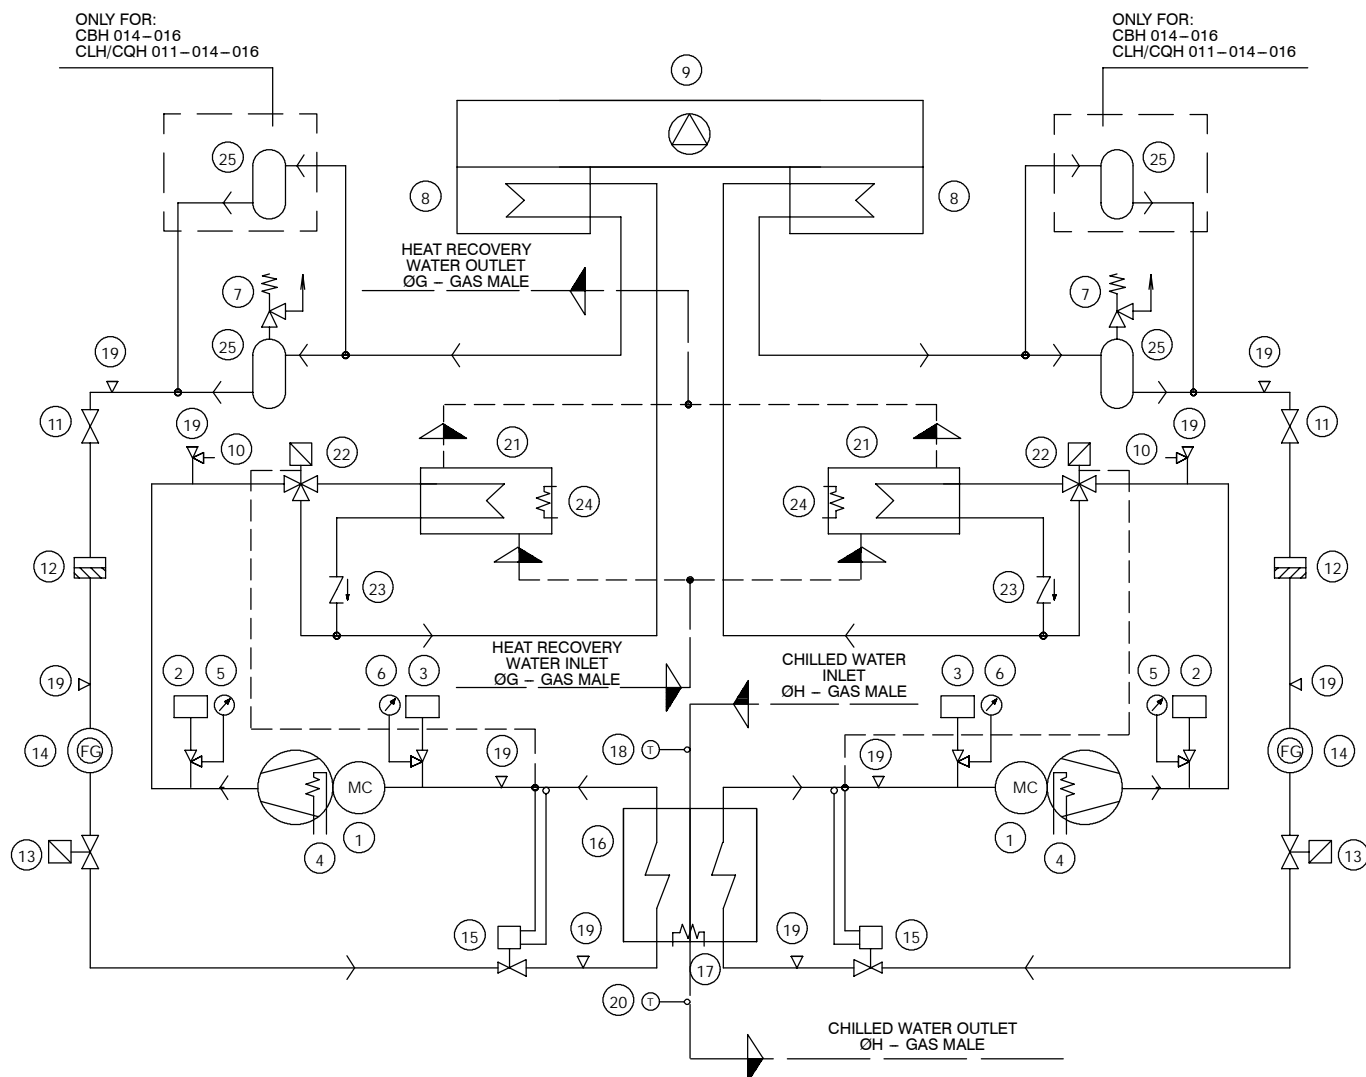 ONLY FOR:
CBH 014–016
CLH/CQH 011–014–016
ONLY FOR:
CBH 014–016
CLH/CQH 011–014–016
9
25
25
8
8
HEAT RECOVERY
WATER OUTLET
ØG – GAS MALE
7
7
25
25
19
19
11
19
10
22
21
21
22
10
19
11
24
24
12
23
23
12
HEAT RECOVERY
WATER INLET
ØG – GAS MALE
CHILLED WATER
INLET
ØH – GAS MALE
19
2
5
6
3
3
6
5
2
19
14
FG
19
18
T
19
FG
14
MC
MC
1
1
4
4
13
16
13
15
19
17
19
15
20
T
CHILLED WATER OUTLET
ØH – GAS MALE